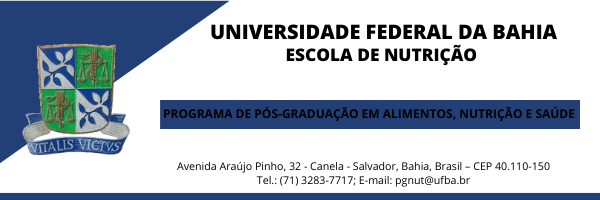 UNIVERSIDADE FEDERAL DA BAHIA
ESCOLA DE NUTRIÇÃO
PROGRAMA DE PÓS-GRADUAÇÃO EM ALIMENTOS, NUTRIÇÃO E SAÚDE
VITALIS VICTVS
Avenida Araújo Pinho, 32 - Canela - Salvador, Bahia, Brasil – CEP 40.110-150
Tel.: (71) 3283-7717; E-mail: pgnut@ufba.br